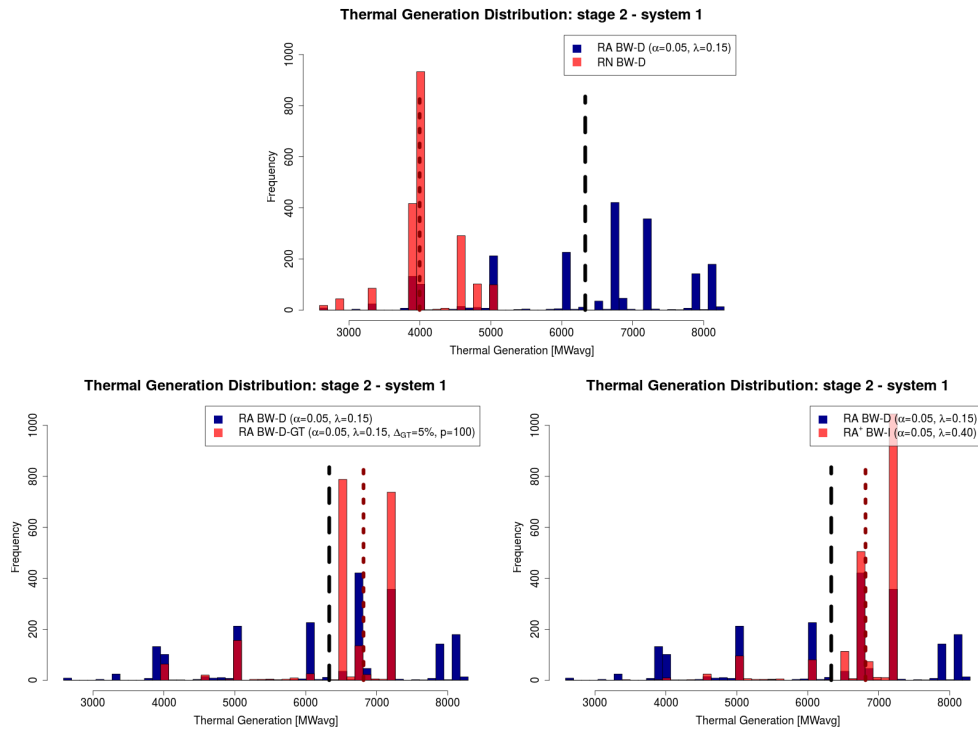 Thermal Generation Distribution: stage 2 - system 1
RA BW-D (α=0.05, λ=0.15)
RN BW-D
Frequency
0
200
400
600
800
1000
3000 4000 5000 6000 7000 8000
Thermal Generation [MWavg]
Thermal Generation Distribution: stage 2 - system 1
RA BW-D (α=0.05, λ=0.15)
RA BW-D-GT (α=0.05, λ=0.15, Δ_GT=5%, p=100)
Frequency
0
200
400
600
800
1000
3000 4000 5000 6000 7000 8000
Thermal Generation [MWavg]
Thermal Generation Distribution: stage 2 - system 1
RA BW-D (α=0.05, λ=0.15)
RA⁺ BW-I (α=0.05, λ=0.40)
Frequency
0
200
400
600
800
1000
3000 4000 5000 6000 7000 8000
Thermal Generation [MWavg]